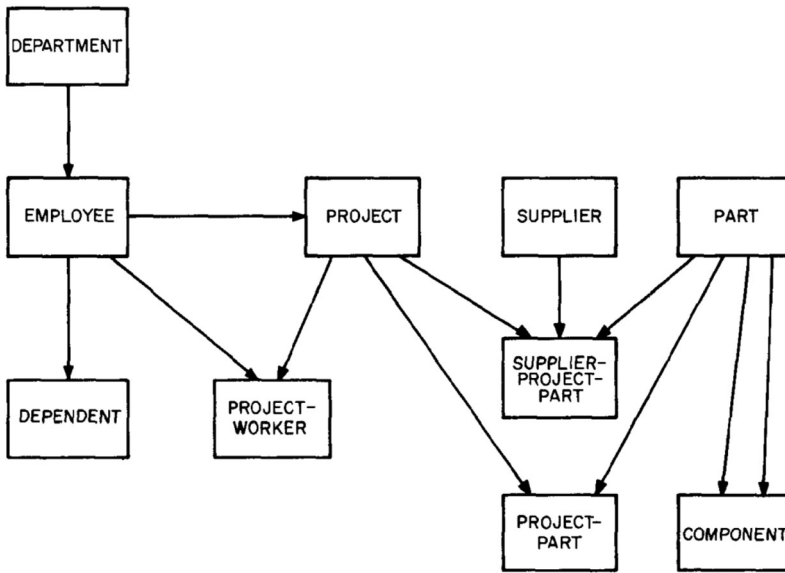 DEPARTMENT
EMPLOYEE
PROJECT
SUPPLIER
PART
DEPENDENT
PROJECT-
WORKER
SUPPLIER-
PROJECT-
PART
PROJECT-
PART
COMPONENT